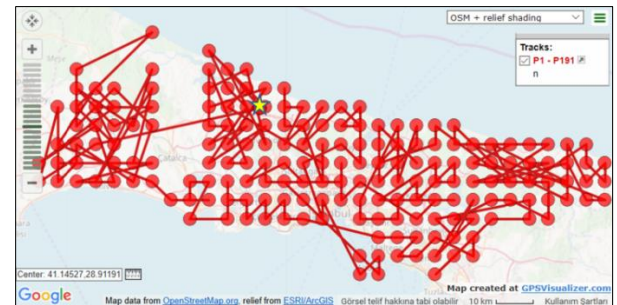 OSM + relief shading
Tracks:
P1 - P191
n
Çatalca
Tuzla
Center: 41.14527,28.91191
Map created at GPSVisualizer.com
Google
Map data from OpenStreetMap.org, relief from ESRI/ArcGIS Görsel telif hakkına tabi olabilir 10 km Kullanım Şartları